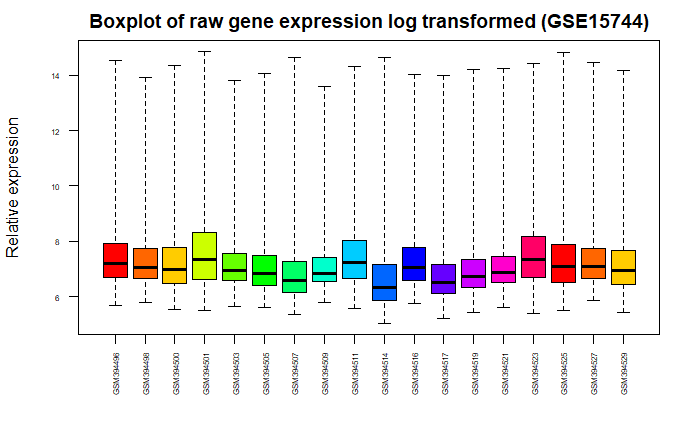 Boxplot of raw gene expression log transformed (GSE15744)
Relative expression
14
12
10
8
6
GSM394496
GSM394498
GSM394500
GSM394501
GSM394503
GSM394505
GSM394507
GSM394509
GSM394511
GSM394514
GSM394516
GSM394517
GSM394519
GSM394521
GSM394523
GSM394525
GSM394527
GSM394529